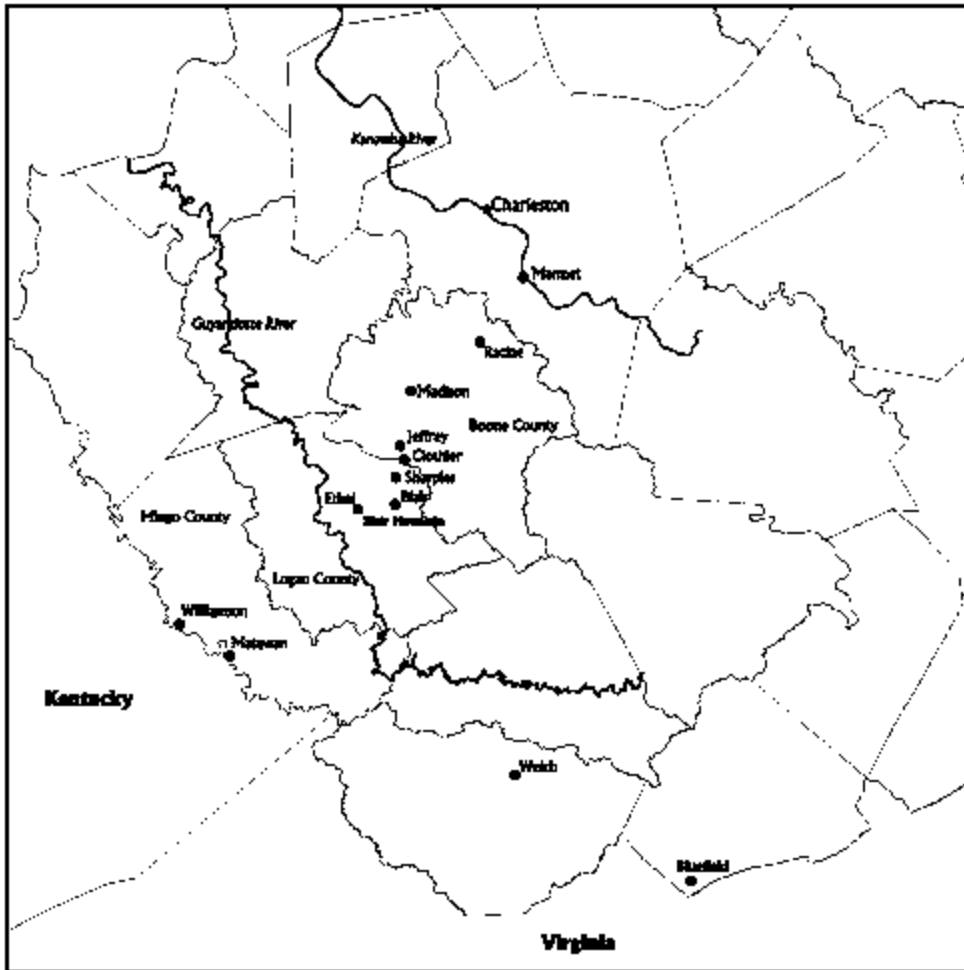 Kanawha River
Charleston
Marmet
Guyandotte River
Racine
Madison
Boone County
Jeffrey
Clothier
Sharples
Ethel
Blair
Blair Mountain
Mingo County
Logan County
Williamson
Matewan
Kentucky
Welch
Bluefield
Virginia